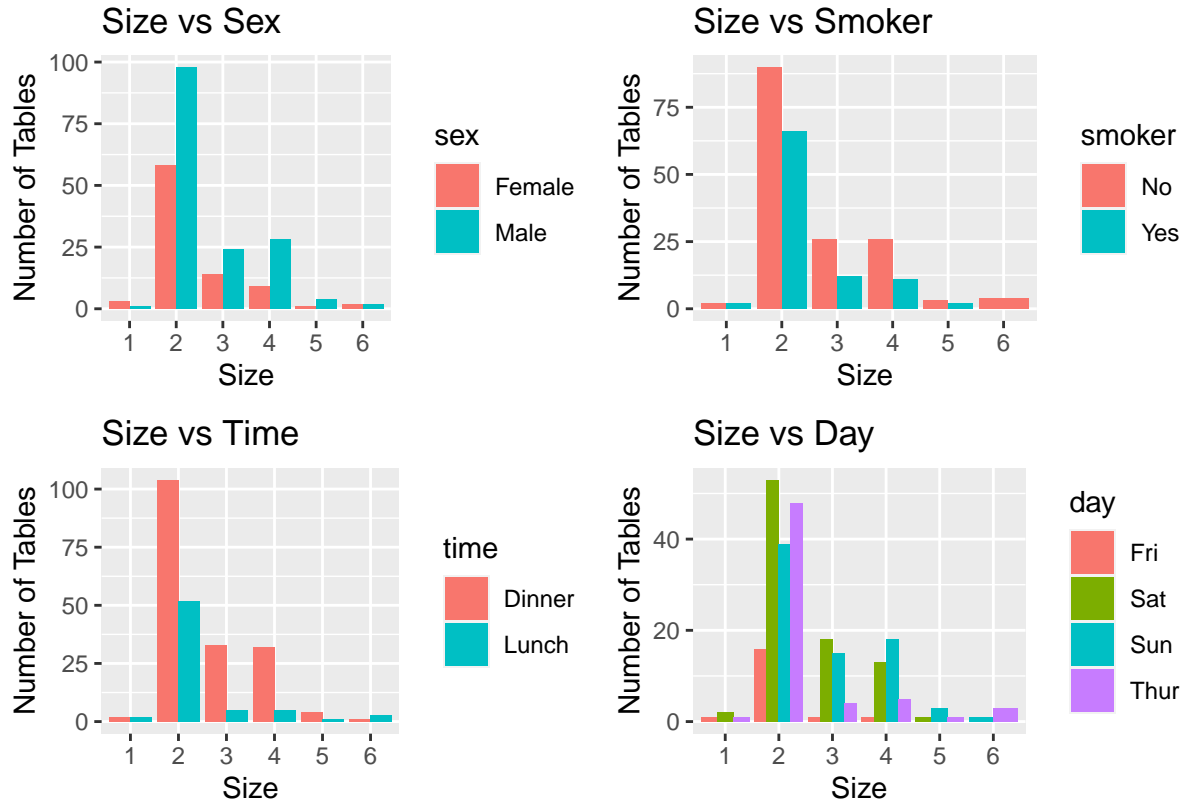 Size vs Sex
Number of Tables
100
75
50
25
0
1 2 3 4 5 6
Size
sex
Female
Male
Size vs Smoker
Number of Tables
75
50
25
0
1 2 3 4 5 6
Size
smoker
No
Yes
Size vs Time
Number of Tables
100
75
50
25
0
1 2 3 4 5 6
Size
time
Dinner
Lunch
Size vs Day
Number of Tables
40
20
0
1 2 3 4 5 6
Size
day
Fri
Sat
Sun
Thur